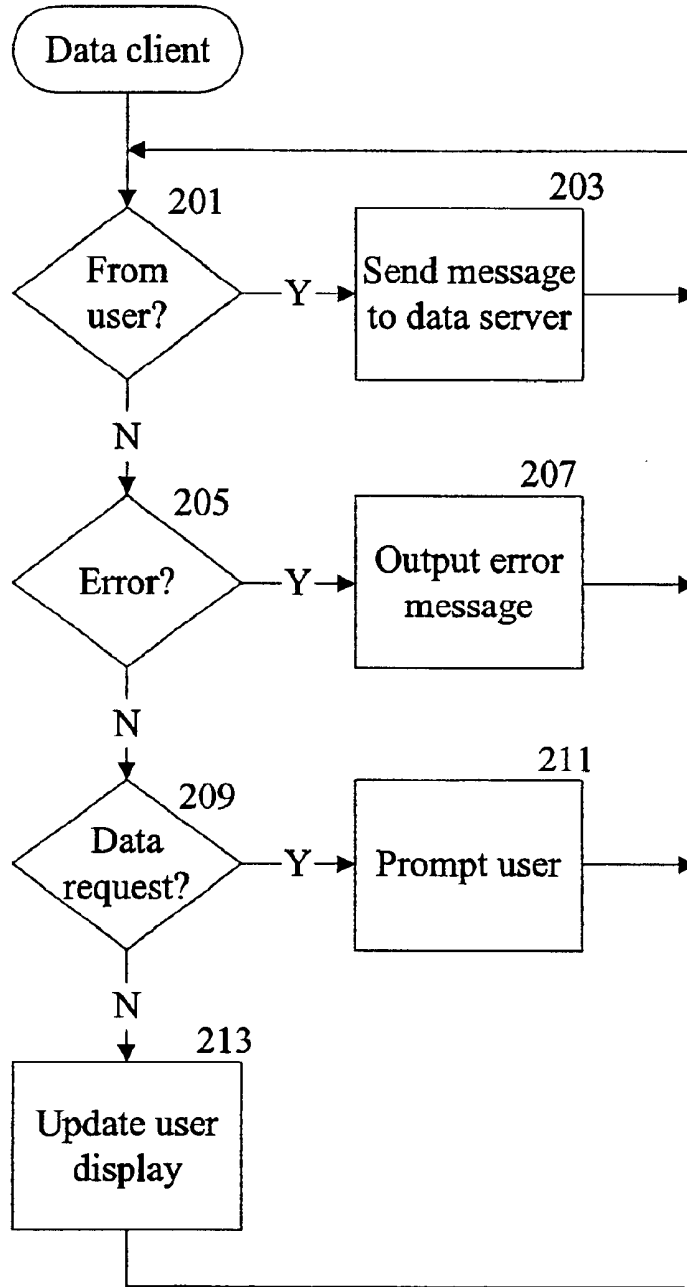 Data client
201
From
user?
Y
203
Send message
to data server
N
205
Error?
Y
207
Output error
message
N
209
Data
request?
Y
211
Prompt user
N
213
Update user
display